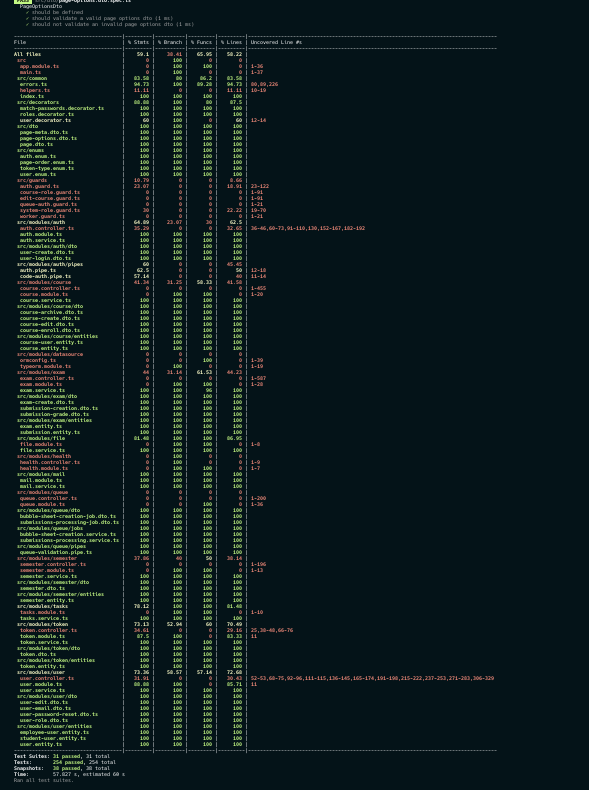 PASS src/dto/page-options.dto.spec.ts
PageOptionsDto
✓ should be defined
✓ should validate a valid page options dto (1 ms)
✓ should not validate an invalid page options dto (1 ms)
File | % Stmts | % Branch | % Funcs | % Lines | Uncovered Line #s
All files | 59.1 | 38.41 | 65.95 | 58.22 |
src | 0 | 100 | 0 | 0 |
app.module.ts | 0 | 100 | 100 | 0 | 1-36
main.ts | 0 | 100 | 0 | 0 | 1-37
src/common | 83.58 | 80 | 86.2 | 83.58 |
errors.ts | 94.73 | 100 | 89.28 | 94.73 | 80,89,226
helpers.ts | 11.11 | 0 | 0 | 11.11 | 10-19
index.ts | 100 | 100 | 100 | 100 |
src/decorators | 88.88 | 100 | 80 | 87.5 |
match-passwords.decorator.ts | 100 | 100 | 100 | 100 |
roles.decorator.ts | 100 | 100 | 100 | 100 |
user.decorator.ts | 60 | 100 | 0 | 60 | 12-14
src/dto | 100 | 100 | 100 | 100 |
page-meta.dto.ts | 100 | 100 | 100 | 100 |
page-options.dto.ts | 100 | 100 | 100 | 100 |
page.dto.ts | 100 | 100 | 100 | 100 |
src/enums | 100 | 100 | 100 | 100 |
auth.enum.ts | 100 | 100 | 100 | 100 |
page-order.enum.ts | 100 | 100 | 100 | 100 |
token-type.enum.ts | 100 | 100 | 100 | 100 |
user.enum.ts | 100 | 100 | 100 | 100 |
src/guards | 10.79 | 0 | 0 | 8.66 |
auth.guard.ts | 23.07 | 0 | 0 | 18.91 | 23-122
course-role.guard.ts | 0 | 0 | 0 | 0 | 1-91
edit-course.guard.ts | 0 | 0 | 0 | 0 | 1-91
queue-auth.guard.ts | 0 | 0 | 0 | 0 | 1-21
system-role.guard.ts | 30 | 0 | 0 | 22.22 | 19-70
worker.guard.ts | 0 | 0 | 0 | 0 | 1-21
src/modules/auth | 64.89 | 23.07 | 30 | 62.5 |
auth.controller.ts | 35.29 | 0 | 0 | 32.65 | 36-46,60-73,91-110,130,152-167,182-192
auth.module.ts | 100 | 100 | 100 | 100 |
auth.service.ts | 100 | 100 | 100 | 100 |
src/modules/auth/dto | 100 | 100 | 100 | 100 |
user-create.dto.ts | 100 | 100 | 100 | 100 |
user-login.dto.ts | 100 | 100 | 100 | 100 |
src/modules/auth/pipes | 60 | 0 | 0 | 45.45 |
auth.pipe.ts | 62.5 | 0 | 0 | 50 | 12-18
code-auth.pipe.ts | 57.14 | 0 | 0 | 40 | 11-14
src/modules/course | 41.34 | 31.25 | 58.33 | 41.58 |
course.controller.ts | 0 | 0 | 0 | 0 | 1-455
course.module.ts | 0 | 100 | 100 | 0 | 1-20
course.service.ts | 100 | 100 | 100 | 100 |
src/modules/course/dto | 100 | 100 | 100 | 100 |
course-archive.dto.ts | 100 | 100 | 100 | 100 |
course-create.dto.ts | 100 | 100 | 100 | 100 |
course-edit.dto.ts | 100 | 100 | 100 | 100 |
course-enroll.dto.ts | 100 | 100 | 100 | 100 |
src/modules/course/entities | 100 | 100 | 100 | 100 |
course-user.entity.ts | 100 | 100 | 100 | 100 |
course.entity.ts | 100 | 100 | 100 | 100 |
src/modules/datasource | 0 | 0 | 0 | 0 |
ormconfig.ts | 0 | 0 | 100 | 0 | 1-39
typeorm.module.ts | 0 | 100 | 0 | 0 | 1-19
src/modules/exam | 44 | 31.14 | 61.53 | 44.23 |
exam.controller.ts | 0 | 0 | 0 | 0 | 1-587
exam.module.ts | 0 | 100 | 100 | 0 | 1-28
exam.service.ts | 100 | 100 | 96 | 100 |
src/modules/exam/dto | 100 | 100 | 100 | 100 |
exam-create.dto.ts | 100 | 100 | 100 | 100 |
submission-creation.dto.ts | 100 | 100 | 100 | 100 |
submission-grade.dto.ts | 100 | 100 | 100 | 100 |
src/modules/exam/entities | 100 | 100 | 100 | 100 |
exam.entity.ts | 100 | 100 | 100 | 100 |
submission.entity.ts | 100 | 100 | 100 | 100 |
src/modules/file | 81.48 | 100 | 100 | 86.95 |
file.module.ts | 0 | 100 | 100 | 0 | 1-8
file.service.ts | 100 | 100 | 100 | 100 |
src/modules/health | 0 | 100 | 0 | 0 |
health.controller.ts | 0 | 100 | 0 | 0 | 1-9
health.module.ts | 0 | 100 | 100 | 0 | 1-7
src/modules/mail | 100 | 100 | 100 | 100 |
mail.module.ts | 100 | 100 | 100 | 100 |
mail.service.ts | 100 | 100 | 100 | 100 |
src/modules/queue | 0 | 0 | 0 | 0 |
queue.controller.ts | 0 | 0 | 0 | 0 | 1-200
queue.module.ts | 0 | 100 | 100 | 0 | 1-36
src/modules/queue/dto | 100 | 100 | 100 | 100 |
bubble-sheet-creation-job.dto.ts | 100 | 100 | 100 | 100 |
submissions-processing-job.dto.ts | 100 | 100 | 100 | 100 |
src/modules/queue/jobs | 100 | 100 | 100 | 100 |
bubble-sheet-creation.service.ts | 100 | 100 | 100 | 100 |
submissions-processing.service.ts | 100 | 100 | 100 | 100 |
src/modules/queue/pipes | 100 | 100 | 100 | 100 |
queue-validation.pipe.ts | 100 | 100 | 100 | 100 |
src/modules/semester | 37.86 | 40 | 50 | 38.14 |
semester.controller.ts | 0 | 0 | 0 | 0 | 1-196
semester.module.ts | 0 | 100 | 100 | 0 | 1-13
semester.service.ts | 100 | 100 | 100 | 100 |
src/modules/semester/dto | 100 | 100 | 100 | 100 |
semester.dto.ts | 100 | 100 | 100 | 100 |
src/modules/semester/entities | 100 | 100 | 100 | 100 |
semester.entity.ts | 100 | 100 | 100 | 100 |
src/modules/tasks | 78.12 | 100 | 100 | 81.48 |
tasks.module.ts | 0 | 100 | 100 | 0 | 1-10
tasks.service.ts | 100 | 100 | 100 | 100 |
src/modules/token | 73.13 | 52.94 | 60 | 70.49 |
token.controller.ts | 34.61 | 0 | 0 | 29.16 | 25,38-48,66-76
token.module.ts | 87.5 | 100 | 0 | 83.33 | 11
token.service.ts | 100 | 100 | 100 | 100 |
src/modules/token/dto | 100 | 100 | 100 | 100 |
token.dto.ts | 100 | 100 | 100 | 100 |
src/modules/token/entities | 100 | 100 | 100 | 100 |
token.entity.ts | 100 | 100 | 100 | 100 |
src/modules/user | 73.36 | 58.57 | 57.14 | 72.68 |
user.controller.ts | 31.91 | 0 | 0 | 30.43 | 52-53,68-75,92-96,111-115,136-145,165-174,191-198,215-222,237-253,271-283,306-329
user.module.ts | 88.88 | 100 | 0 | 85.71 | 11
user.service.ts | 100 | 100 | 100 | 100 |
src/modules/user/dto | 100 | 100 | 100 | 100 |
user-edit.dto.ts | 100 | 100 | 100 | 100 |
user-email.dto.ts | 100 | 100 | 100 | 100 |
user-password-reset.dto.ts | 100 | 100 | 100 | 100 |
user-role.dto.ts | 100 | 100 | 100 | 100 |
src/modules/user/entities | 100 | 100 | 100 | 100 |
employee-user.entity.ts | 100 | 100 | 100 | 100 |
student-user.entity.ts | 100 | 100 | 100 | 100 |
user.entity.ts | 100 | 100 | 100 | 100 |
Test Suites: 31 passed, 31 total
Tests: 254 passed, 254 total
Snapshots: 38 passed, 38 total
Time: 57.827 s, estimated 60 s
Ran all test suites.